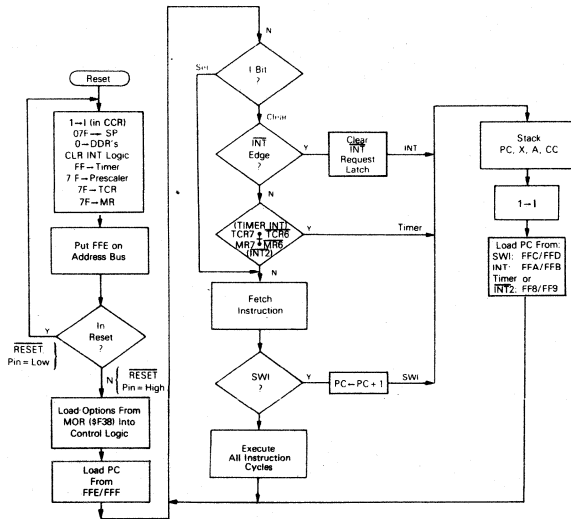 Reset
1→I (in CCR)
07F→ SP
0→DDR's
CLR INT Logic
FF→Timer
7F→Prescaler
7F→TCR
7F→MR
Put FFE on
Address Bus
In
Reset
?
Y
RESET
Pin = Low
N
RESET
Pin = High
Load Options From
MOR ($F38) Into
Control Logic
Load PC
From
FFE/FFF
N
Set
I Bit
?
Clear
INT
Edge
?
Y
Clear
INT
Request
Latch
INT
N
(TIMER INT)
TCR7 • TCR6
+
MR7 • MR6
(INT2)
Y
Timer
N
Fetch
Instruction
SWI
?
Y
PC←PC + 1
SWI
N
Execute
All Instruction
Cycles
Stack
PC, X, A, CC
1→I
Load PC From:
SWI: FFC/FFD
INT: FFA/FFB
Timer
or
INT2: FF8/FF9